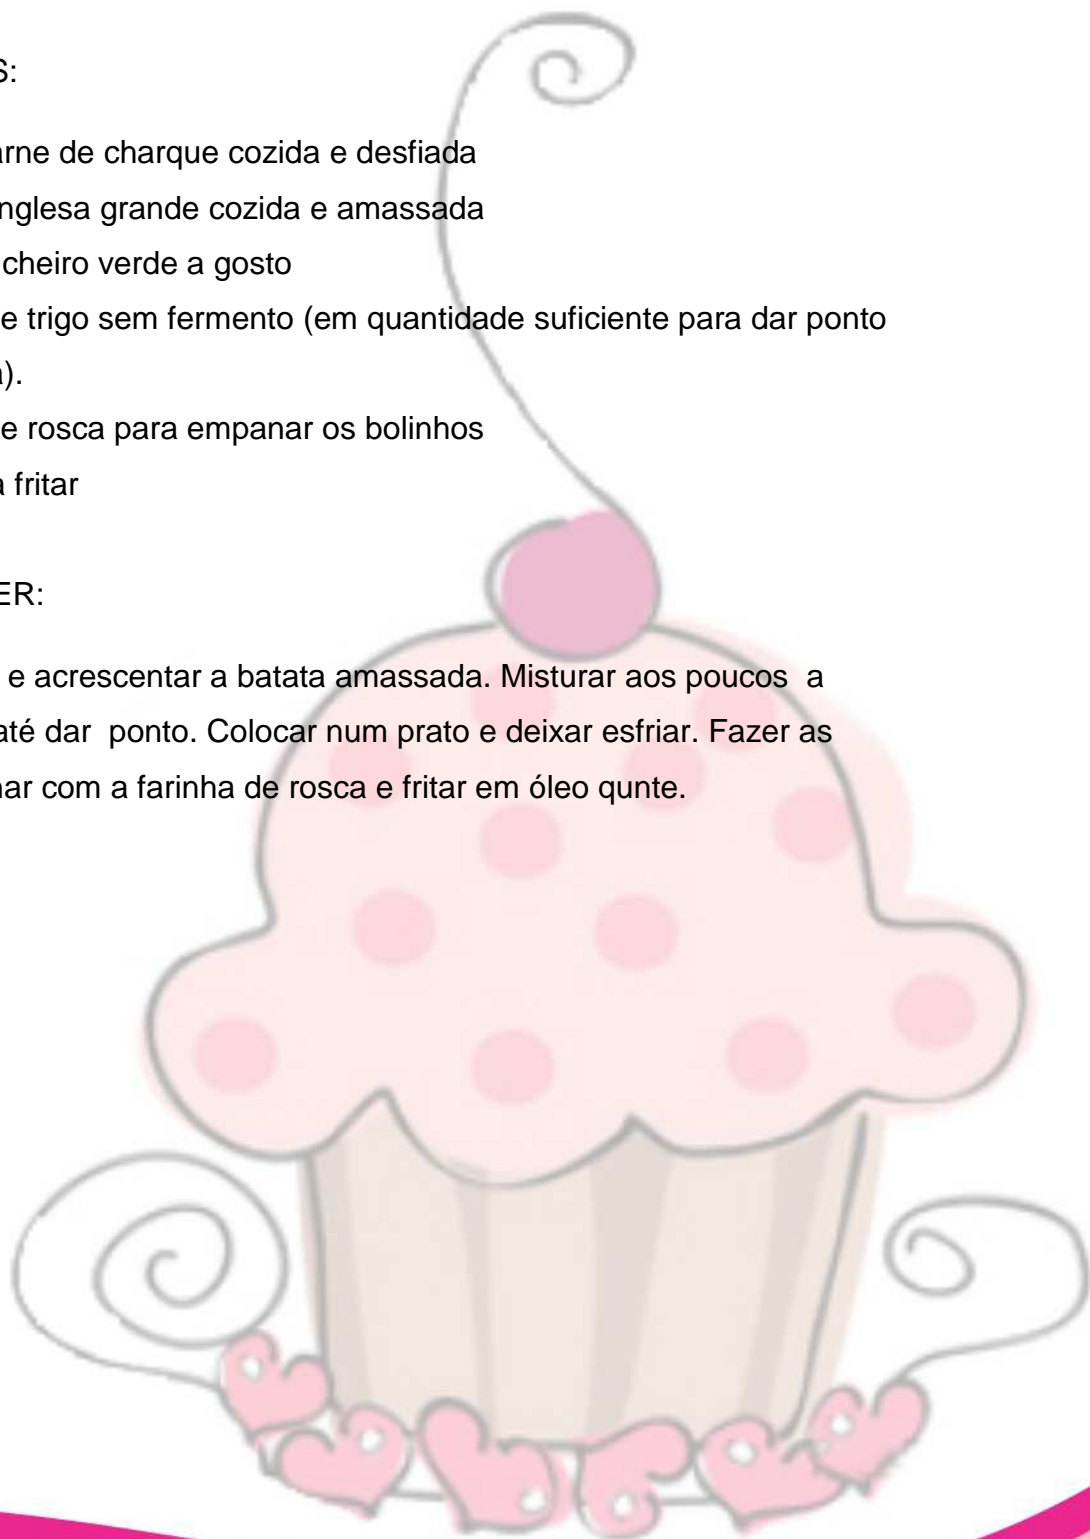 S:
arne de charque cozida e desfiada
nglesa grande cozida e amassada
cheiro verde a gosto
e trigo sem fermento (em quantidade suficiente para dar ponto
).
e rosca para empanar os bolinhos
a fritar
ER:
e acrescentar a batata amassada. Misturar aos poucos a
até dar ponto. Colocar num prato e deixar esfriar. Fazer as
nar com a farinha de rosca e fritar em óleo qunte.